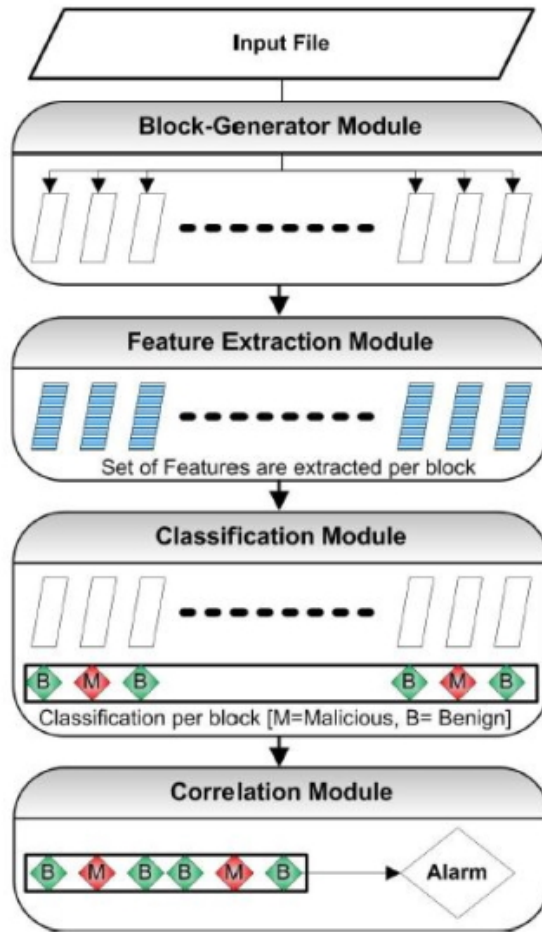 Input File
Block-Generator Module
Feature Extraction Module
Set of Features are extracted per block
Classification Module
B M B B M B
Classification per block [M=Malicious, B= Benign]
Correlation Module
B M B B M B
Alarm